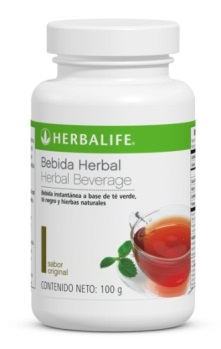 HERBALIFE®
Bebida Herbal
Herbal Beverage
Bebida instantánea a base de té verde,
té negro y hierbas naturales
sabor
original
CONTENIDO NETO: 100 g